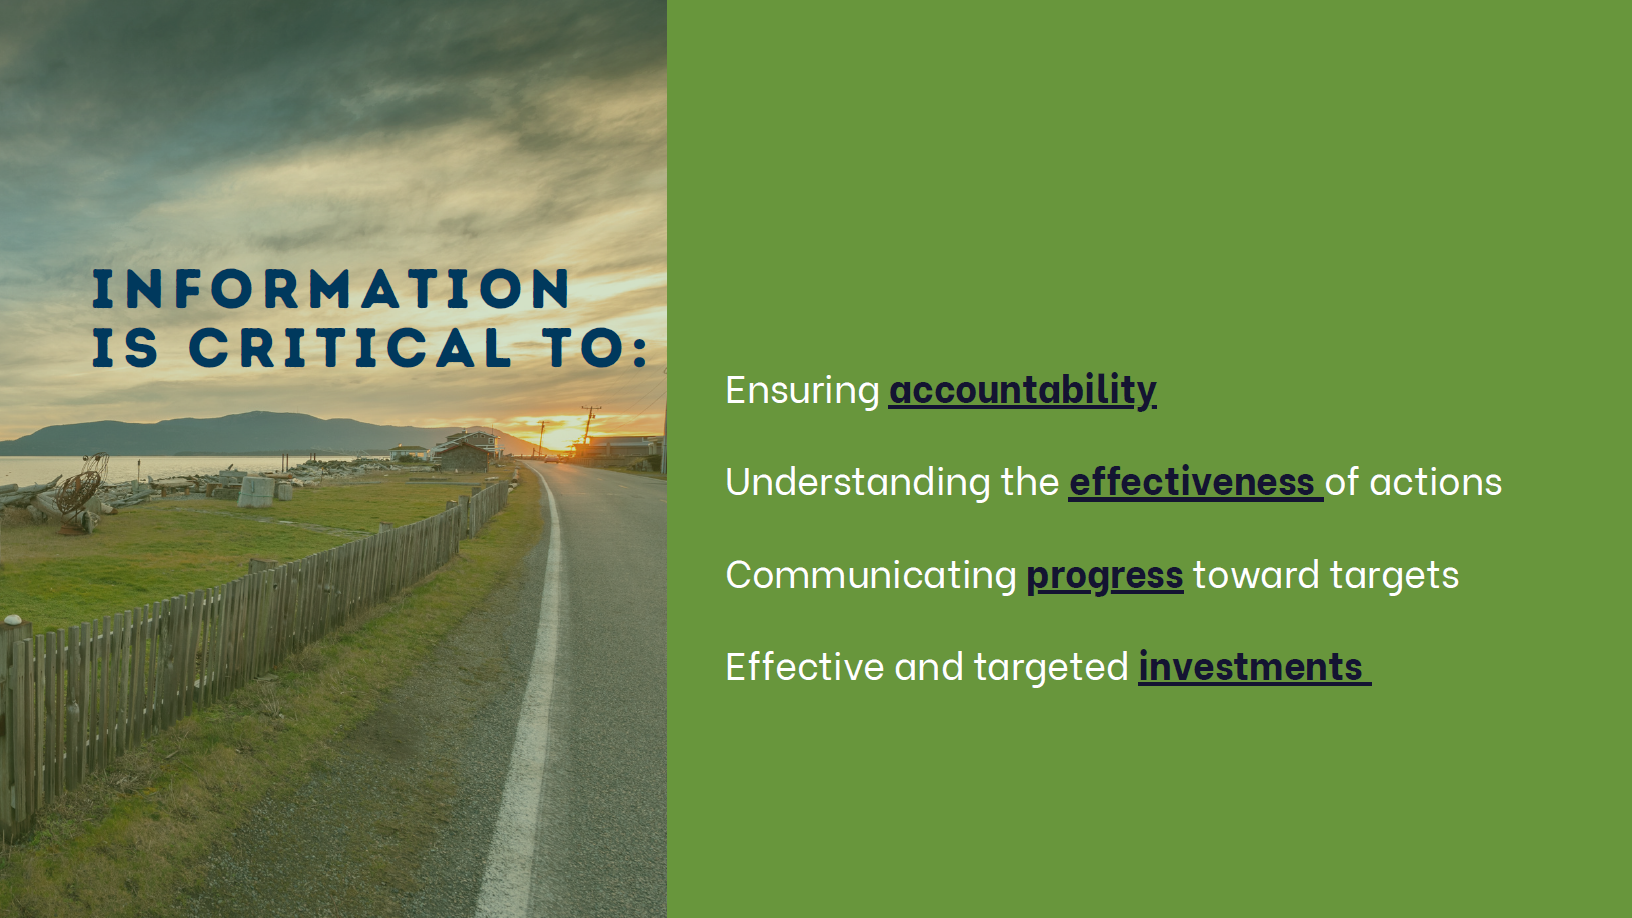 INFORMATION
IS CRITICAL TO:
Ensuring accountability
Understanding the effectiveness of actions
Communicating progress toward targets
Effective and targeted investments